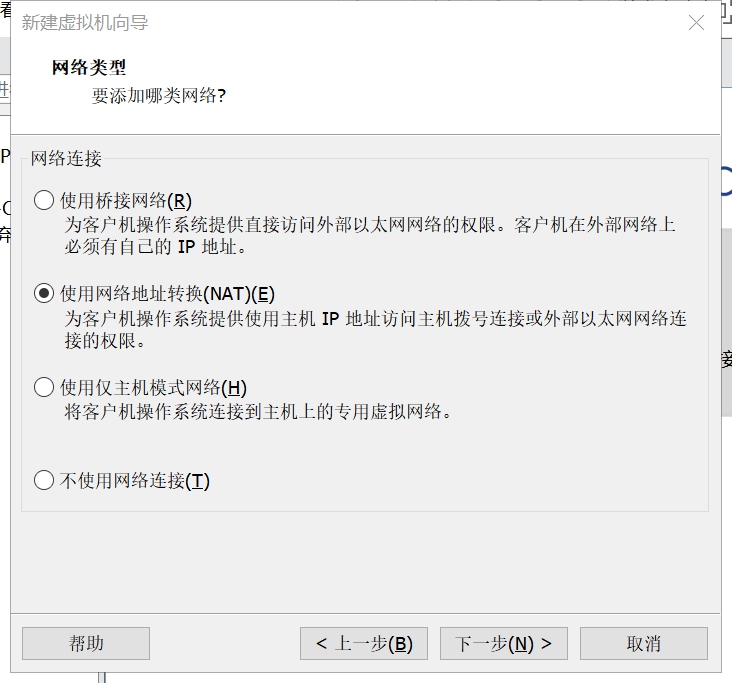 新建虚拟机向导
网络类型
要添加哪类网络?
网络连接
使用桥接网络(R)
为客户机操作系统提供直接访问外部以太网网络的权限。客户机在外部网络上
必须有自己的 IP 地址。
使用网络地址转换(NAT)(E)
为客户机操作系统提供使用主机 IP 地址访问主机拨号连接或外部以太网网络连
接的权限。
使用仅主机模式网络(H)
将客户机操作系统连接到主机上的专用虚拟网络。
不使用网络连接(T)
帮助
< 上一步(B)
下一步(N) >
取消